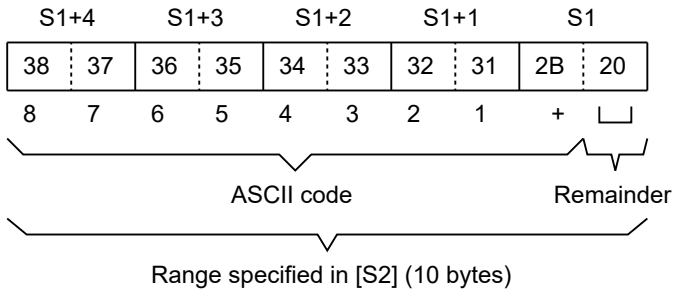 S1+4 S1+3 S1+2 S1+1 S1
38 37 36 35 34 33 32 31 2B 20
8 7 6 5 4 3 2 1 + ⎵
ASCII code Remainder
Range specified in [S2] (10 bytes)